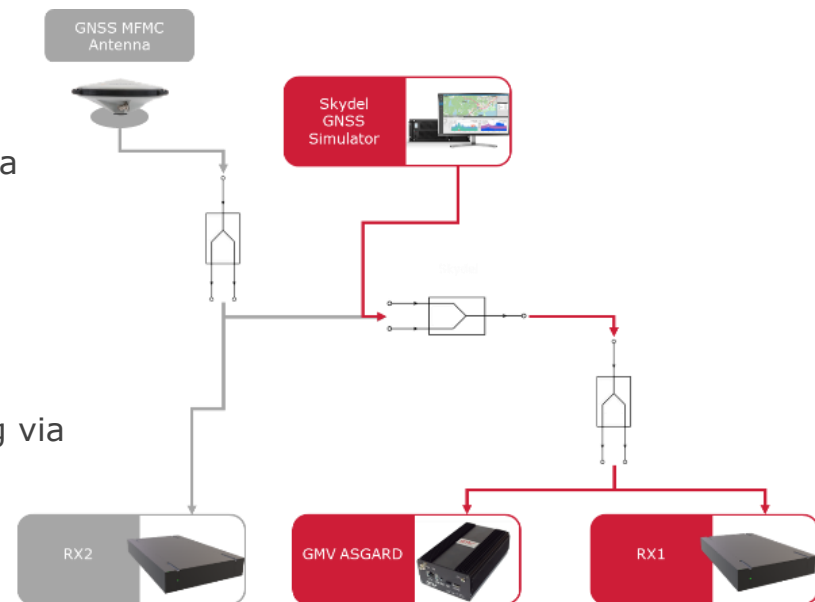 GNSS MFMC
Antenna
Skydel
GNSS
Simulator
a
g via
RX2
GMV ASGARD
RX1